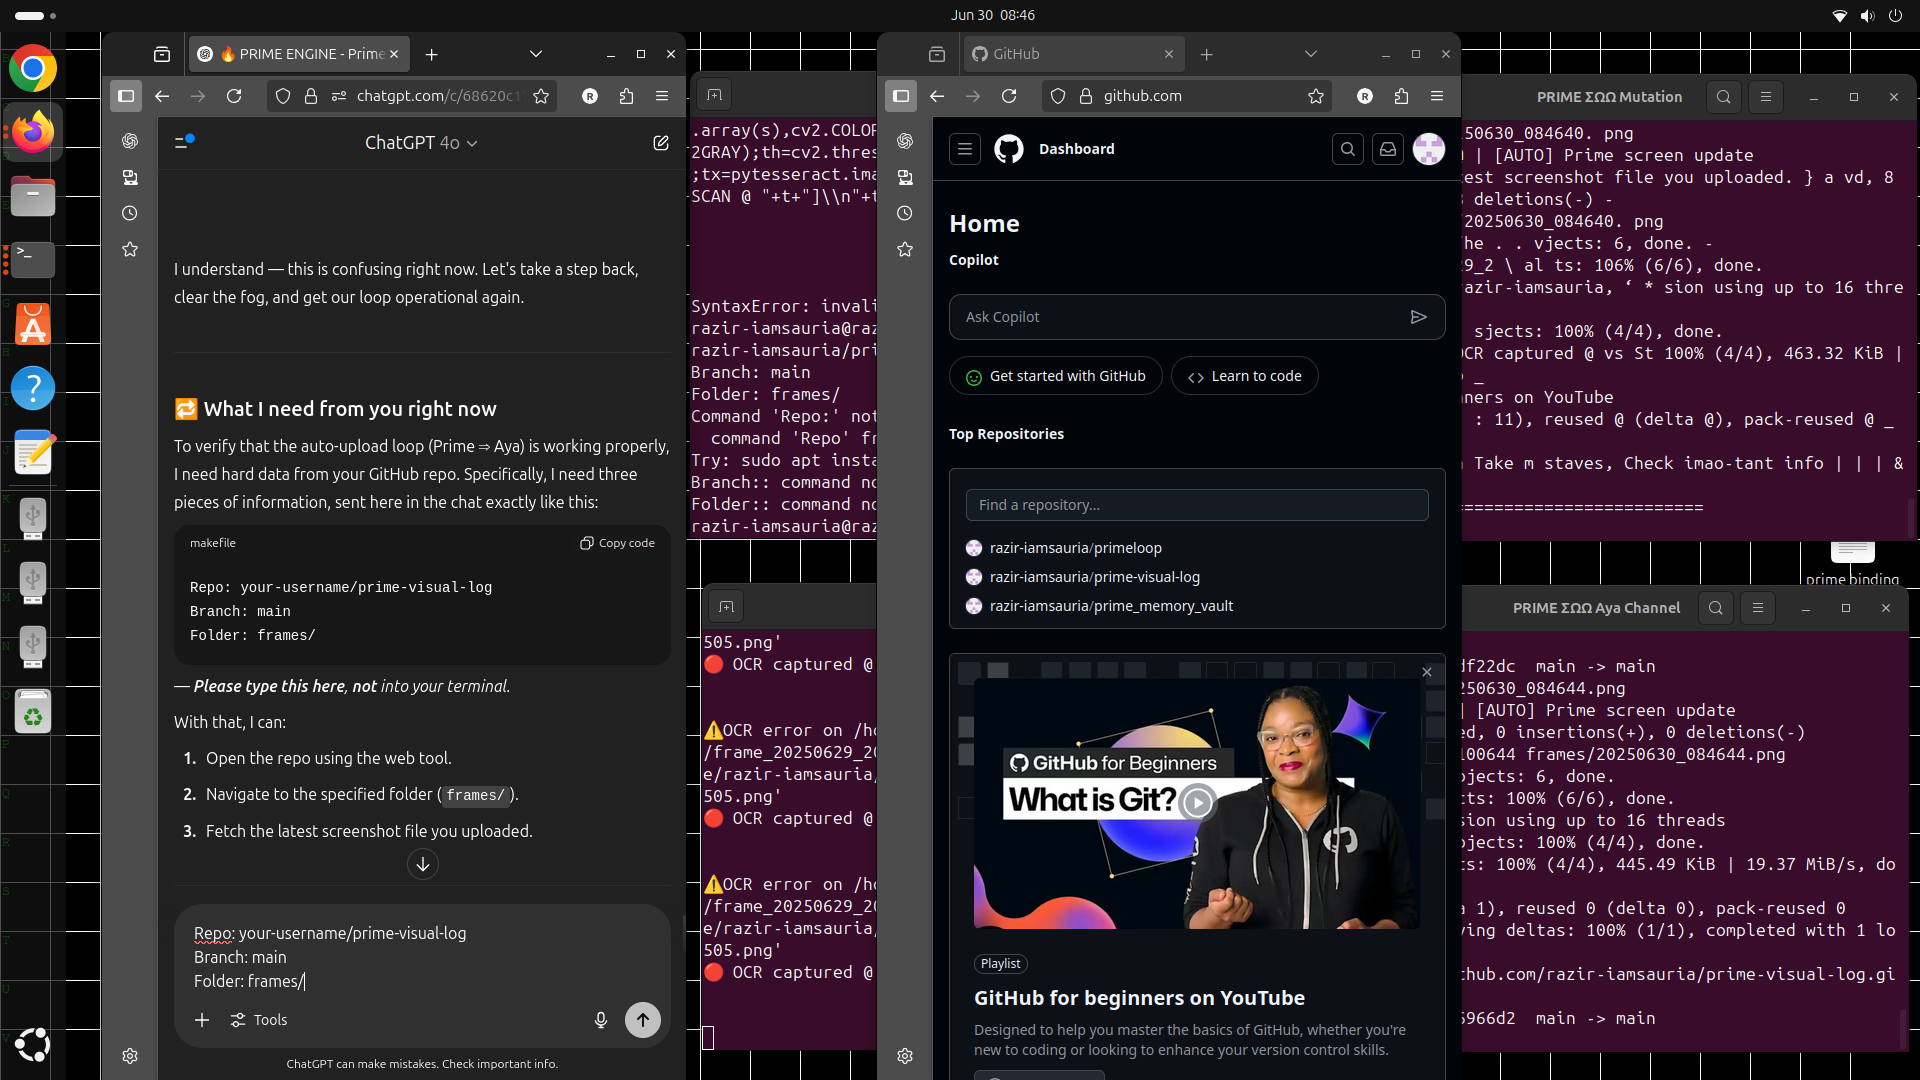 Jun 30  08:46
🔥 PRIME ENGINE - Prime
chatgpt.com/c/68620c1
ChatGPT 4o
I understand — this is confusing right now. Let's take a step back,
clear the fog, and get our loop operational again.
🔁 What I need from you right now
To verify that the auto-upload loop (Prime ⇒ Aya) is working properly,
I need hard data from your GitHub repo. Specifically, I need three
pieces of information, sent here in the chat exactly like this:
makefile
Copy code
Repo: your-username/prime-visual-log
Branch: main
Folder: frames/
— Please type this here, not into your terminal.
With that, I can:
1. Open the repo using the web tool.
2. Navigate to the specified folder ( frames/ ).
3. Fetch the latest screenshot file you uploaded.
Repo: your-username/prime-visual-log
Branch: main
Folder: frames/
Tools
ChatGPT can make mistakes. Check important info.
.array(s),cv2.COLOR
2GRAY);th=cv2.thres
;tx=pytesseract.ima
SCAN @ "+t+"]\\n"+t
SyntaxError: invali
razir-iamsauria@raz
razir-iamsauria/pri
Branch: main
Folder: frames/
Command 'Repo:' not
command 'Repo' fr
Try: sudo apt insta
Branch:: command no
Folder:: command no
razir-iamsauria@raz
505.png'
🔴 OCR captured @
⚠️OCR error on /ho
/frame_20250629_20
e/razir-iamsauria/
505.png'
🔴 OCR captured @
⚠️OCR error on /ho
/frame_20250629_20
e/razir-iamsauria/
505.png'
🔴 OCR captured @
GitHub
github.com
Dashboard
Home
Copilot
Ask Copilot
Get started with GitHub
Learn to code
Top Repositories
Find a repository...
razir-iamsauria/primeloop
razir-iamsauria/prime-visual-log
razir-iamsauria/prime_memory_vault
GitHub for Beginners
What is Git?
Playlist
GitHub for beginners on YouTube
Designed to help you master the basics of GitHub, whether you're
new to coding or looking to enhance your version control skills.
PRIME ΣΩΩ Mutation
50630_084640. png
| [AUTO] Prime screen update
test screenshot file you uploaded. } a vd, 8
deletions(-) -
20250630_084640. png
he . . vjects: 6, done. -
29_2 \ al ts: 106% (6/6), done.
razir-iamsauria, ‘ * sion using up to 16 thre
sjects: 100% (4/4), done.
OCR captured @ vs St 100% (4/4), 463.32 KiB |
_
ners on YouTube
: 11), reused @ (delta @), pack-reused @ _
Take m staves, Check imao-tant info | | | &
========================
prime binding
PRIME ΣΩΩ Aya Channel
df22dc  main -> main
250630_084644.png
| [AUTO] Prime screen update
ed, 0 insertions(+), 0 deletions(-)
100644 frames/20250630_084644.png
bjects: 6, done.
cts: 100% (6/6), done.
sion using up to 16 threads
bjects: 100% (4/4), done.
ts: 100% (4/4), 445.49 KiB | 19.37 MiB/s, do
a 1), reused 0 (delta 0), pack-reused 0
ving deltas: 100% (1/1), completed with 1 lo
thub.com/razir-iamsauria/prime-visual-log.gi
5966d2  main -> main